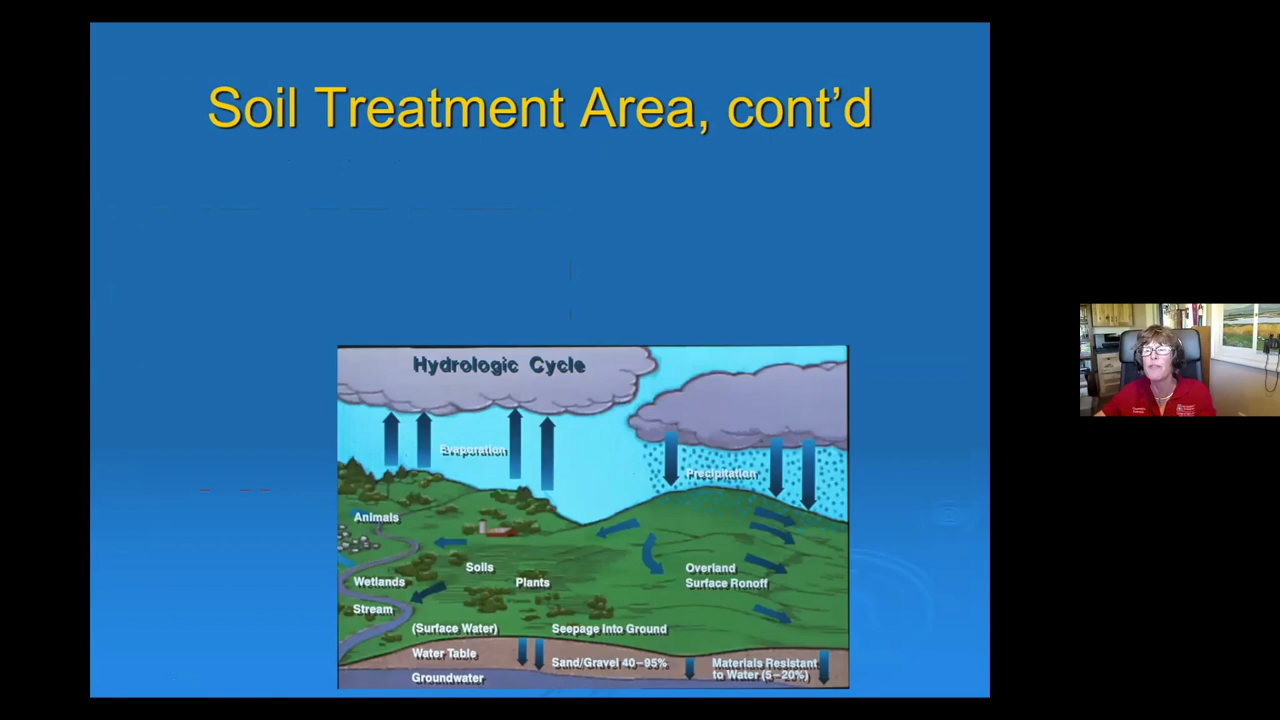 Soil Treatment Area, cont’d
Hydrologic Cycle
Evaporation
Precipitation
Animals
Soils
Overland
Surface Ronoff
Wetlands
Plants
Stream
(Surface Water)
Seepage Into Ground
Water Table
Sand/Gravel 40–95%
Materials Resistant
to Water (5–20%)
Groundwater